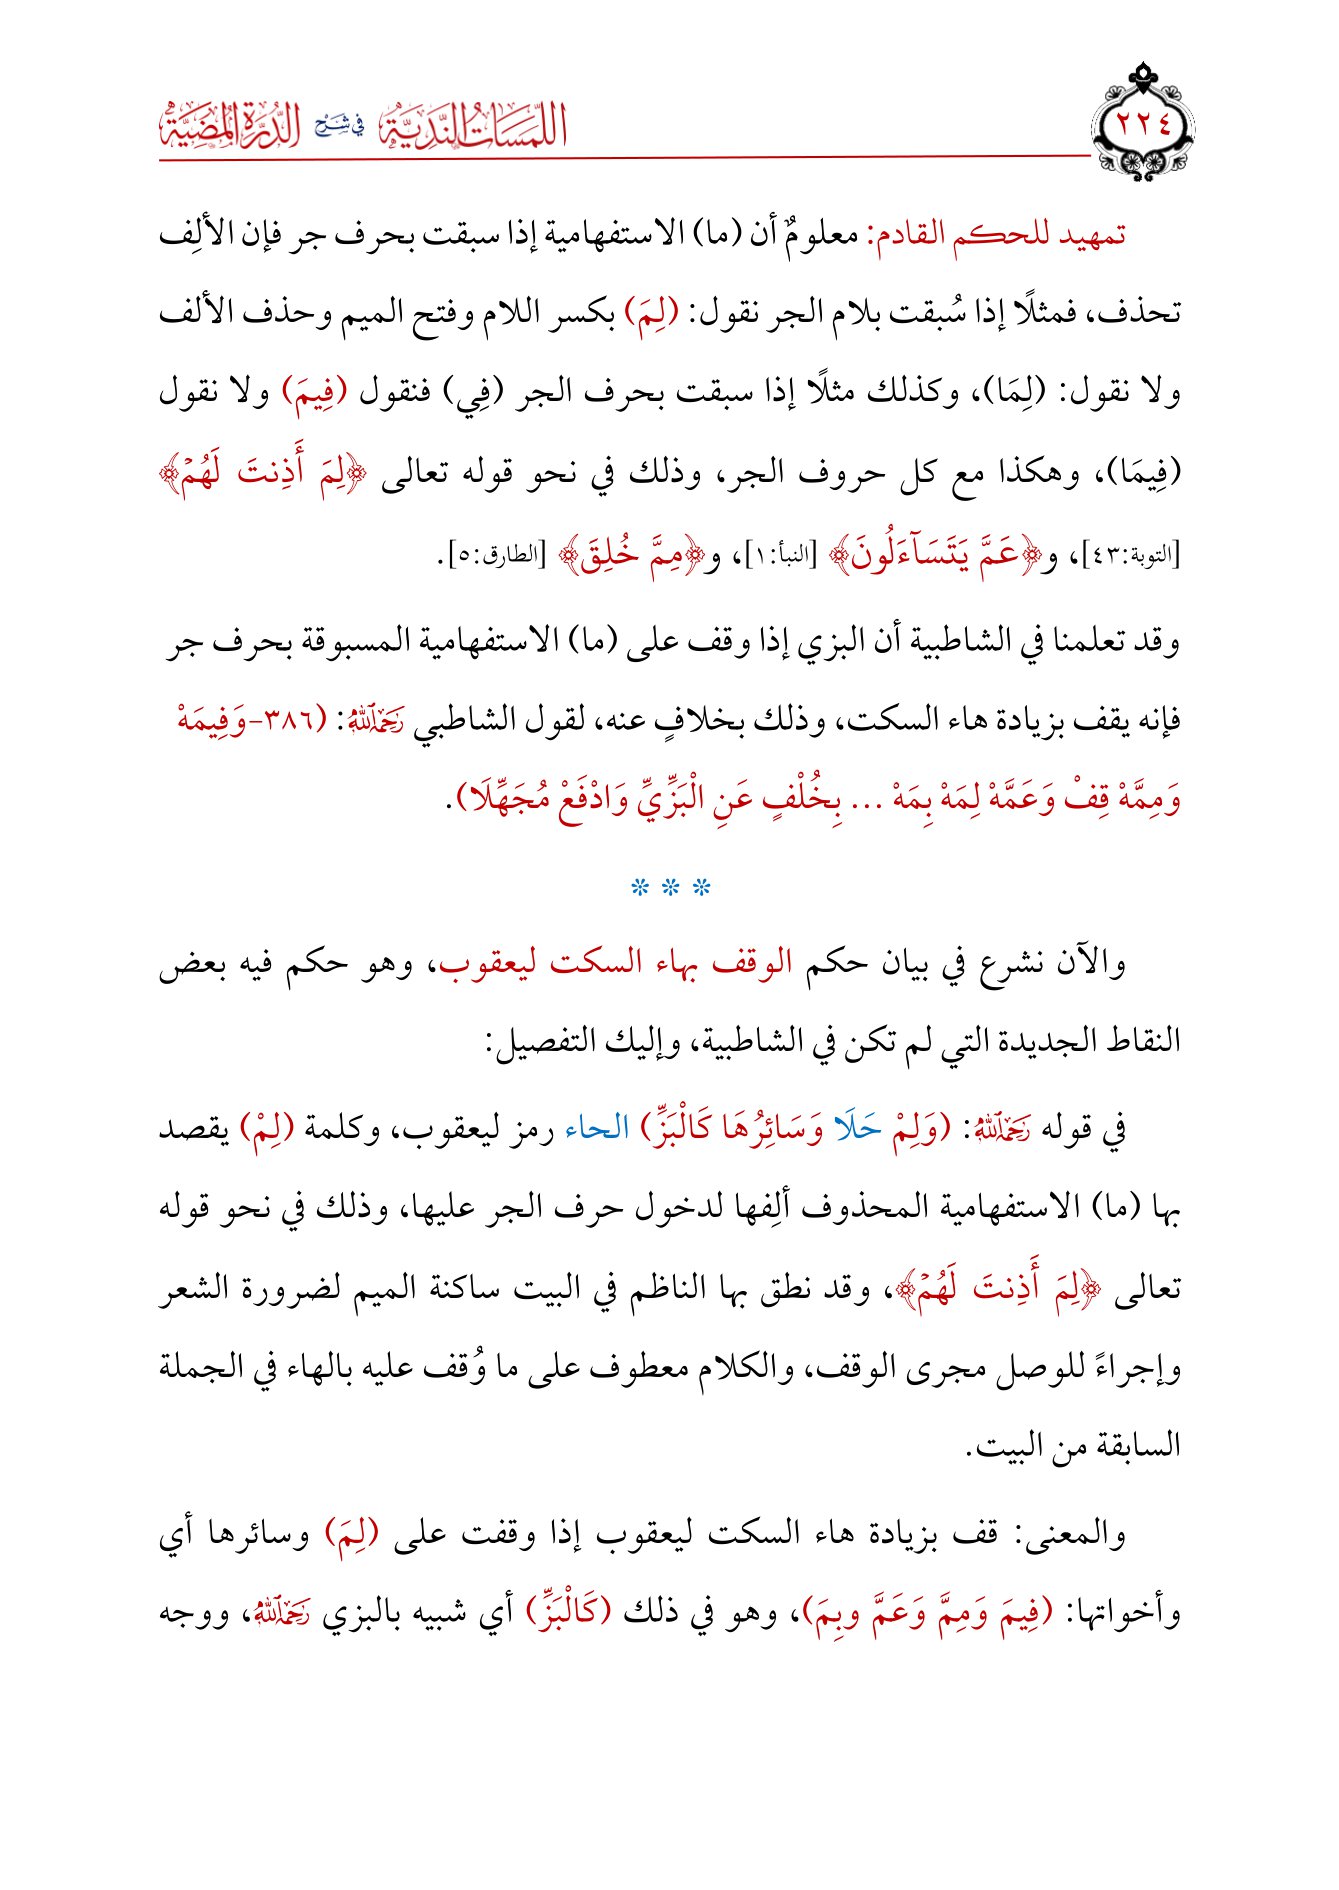 ٢٢٤
اللَّمَسَاتُ النَّدِيَّةُ فِي شَرْحِ الدُّرَّةِ المُضِيَّةِ
تمهيد للحكم القادم: معلومٌ أن (ما) الاستفهامية إذا سبقت بحرف جر فإن الألِف
تحذف، فمثلًا إذا سُبقت بلام الجر نقول: (لِمَ) بكسر اللام وفتح الميم وحذف الألف
ولا نقول: (لِمَا)، وكذلك مثلًا إذا سبقت بحرف الجر (فِي) فنقول (فِيمَ) ولا نقول
(فِيمَا)، وهكذا مع كل حروف الجر، وذلك في نحو قوله تعالى ﴿لِمَ أَذِنتَ لَهُمۡ﴾
[التوبة:٤٣]، و﴿عَمَّ يَتَسَآءَلُونَ﴾ [النبأ:١]، و﴿مِمَّ خُلِقَ﴾ [الطارق:٥].
وقد تعلمنا في الشاطبية أن البزي إذا وقف على (ما) الاستفهامية المسبوقة بحرف جر
فإنه يقف بزيادة هاء السكت، وذلك بخلافٍ عنه، لقول الشاطبي رَحِمَهُ اللَّهُ: (٣٨٦-وَفِيمَهْ
وَمِمَّهْ قِفْ وَعَمَّهْ لِمَهْ بِمَهْ ... بِخُلْفٍ عَنِ الْبَزِّيِّ وَادْفَعْ مُجَهِّلَا).
* * *
والآن نشرع في بيان حكم الوقف بهاء السكت ليعقوب، وهو حكم فيه بعض
النقاط الجديدة التي لم تكن في الشاطبية، وإليك التفصيل:
في قوله رَحِمَهُ اللَّهُ: (وَلِمْ حَلَا وَسَائِرُهَا كَالْبَزِّ) الحاء رمز ليعقوب، وكلمة (لِمْ) يقصد
بها (ما) الاستفهامية المحذوف ألِفها لدخول حرف الجر عليها، وذلك في نحو قوله
تعالى ﴿لِمَ أَذِنتَ لَهُمۡ﴾، وقد نطق بها الناظم في البيت ساكنة الميم لضرورة الشعر
وإجراءً للوصل مجرى الوقف، والكلام معطوف على ما وُقف عليه بالهاء في الجملة
السابقة من البيت.
والمعنى: قف بزيادة هاء السكت ليعقوب إذا وقفت على (لِمَ) وسائرها أي
وأخواتها: (فِيمَ وَمِمَّ وَعَمَّ وبِمَ)، وهو في ذلك (كَالْبَزِّ) أي شبيه بالبزي رَحِمَهُ اللَّهُ، ووجه